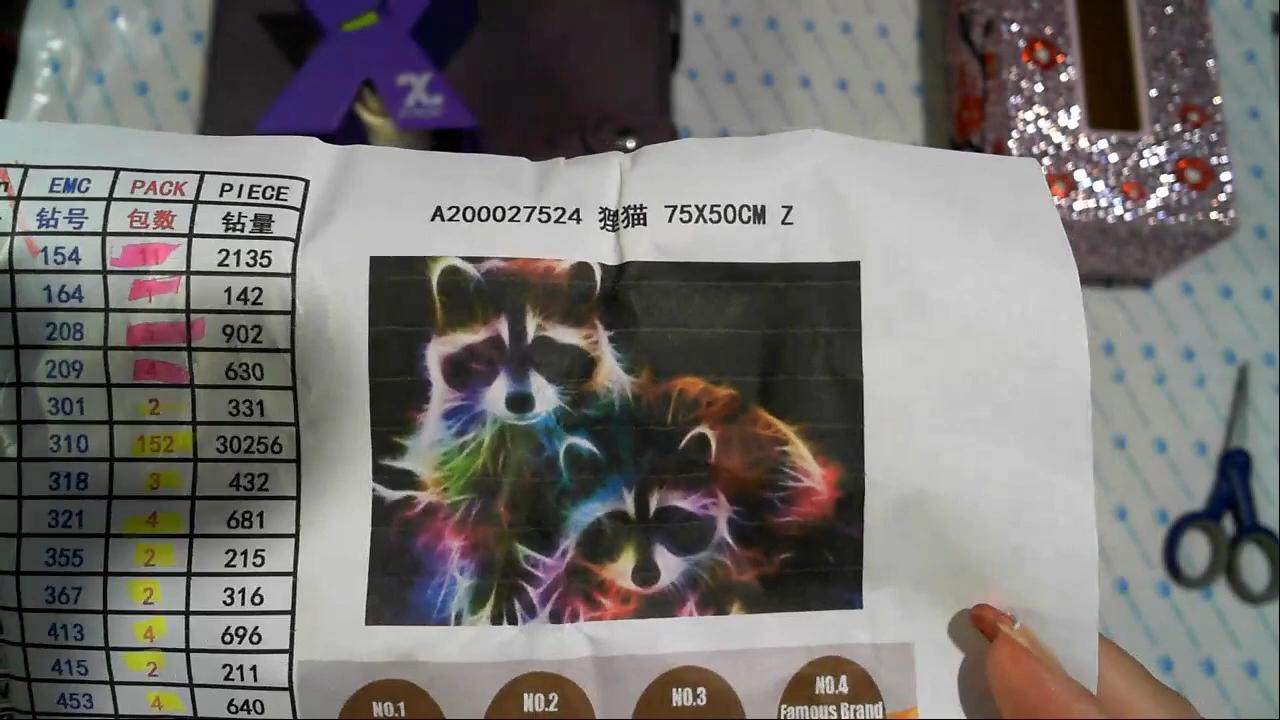 EMC PACK PIECE
钻号 包数 钻量
154 11 2135
164 1 142
208 902
209 4 630
301 2 331
310 152 30256
318 3 432
321 4 681
355 2 215
367 2 316
413 4 696
415 2 211
453 4 640
A200027524 狸猫 75X50CM Z
NO.1
NO.2
NO.3
NO.4
Famous Brand